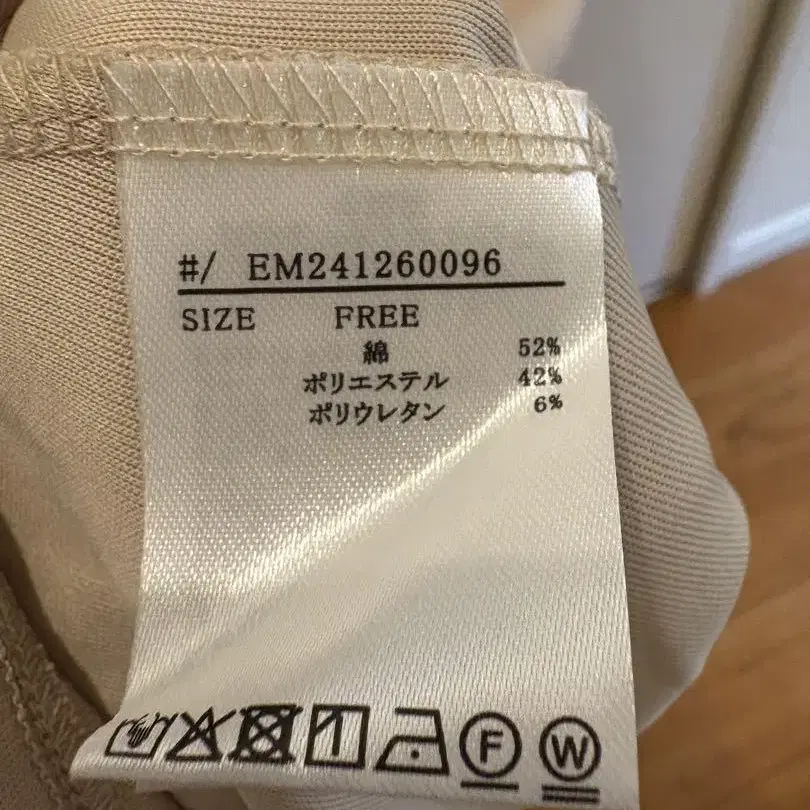 #/ EM241260096
SIZE FREE
綿 52%
ポリエステル 42%
ポリウレタン 6%
F W